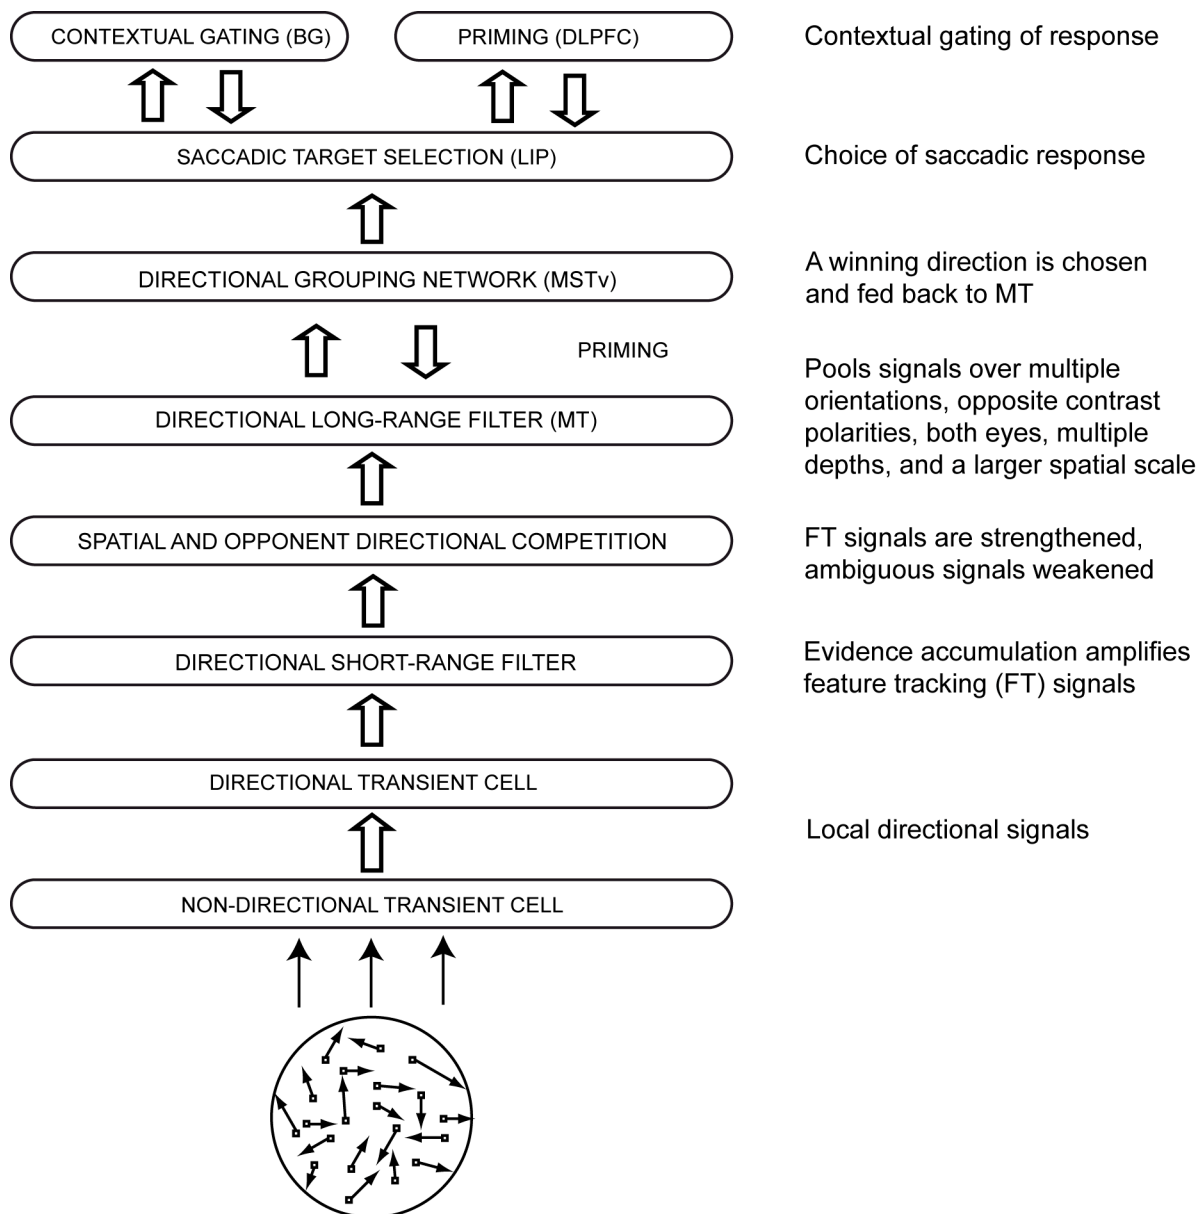 CONTEXTUAL GATING (BG)
PRIMING (DLPFC)
Contextual gating of response
SACCADIC TARGET SELECTION (LIP)
Choice of saccadic response
DIRECTIONAL GROUPING NETWORK (MSTv)
A winning direction is chosen
and fed back to MT
PRIMING
DIRECTIONAL LONG-RANGE FILTER (MT)
Pools signals over multiple
orientations, opposite contrast
polarities, both eyes, multiple
depths, and a larger spatial scale
SPATIAL AND OPPONENT DIRECTIONAL COMPETITION
FT signals are strengthened,
ambiguous signals weakened
DIRECTIONAL SHORT-RANGE FILTER
Evidence accumulation amplifies
feature tracking (FT) signals
DIRECTIONAL TRANSIENT CELL
Local directional signals
NON-DIRECTIONAL TRANSIENT CELL